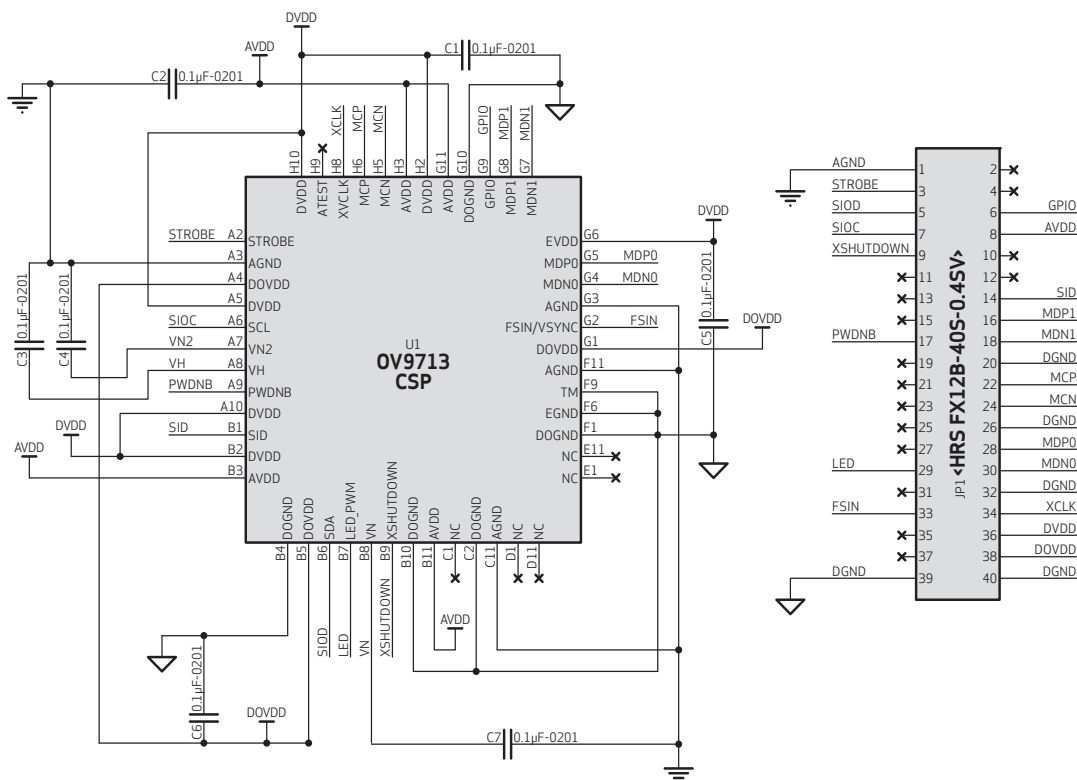 DVDD
AVDD
C1 0.1μF-0201
C2 0.1μF-0201
XCLK
MCP
MCN
GPIO
MDP1
MDN1
H10
H9
H8
H6
H5
H3
H2
G11
G10
G9
G8
G7
DVDD
ATEST
XVCLK
MCP
MCN
AVDD
DVDD
AVDD
DOGND
GPIO
MDP1
MDN1
STROBE A2 STROBE
A3 AGND
A4 DOVDD
A5 DVDD
SIOC A6 SCL
VN2 A7 VN2
VH A8 VH
PWDNB A9 PWDNB
A10 DVDD
SID B1 SID
B2 DVDD
B3 AVDD
C3 0.1μF-0201
C4 0.1μF-0201
DVDD
AVDD
U1
OV9713
CSP
EVDD G6
MDP0 G5 MDP0
MDN0 G4 MDN0
AGND G3
FSIN/VSYNC G2 FSIN
DOVDD G1
AGND F11
TM F9
EGND F6
DOGND F1
NC E11
NC E1
DVDD
C5 0.1μF-0201
DOVDD
DOGND
DOVDD
SDA
LED_PWM
VN
XSHUTDOWN
DOGND
AVDD
NC
DOGND
AGND
NC
NC
B4
B5
B6
B7
B8
B9
B10
B11
C1
C2
C11
D1
D11
SIOD
LED
VN
XSHUTDOWN
AVDD
C6 0.1μF-0201
DOVDD
C7 0.1μF-0201
AGND 1 2
STROBE 3 4
SIOD 5 6 GPIO
SIOC 7 8 AVDD
XSHUTDOWN 9 10
11 12
13 14 SID
15 16 MDP1
PWDNB 17 18 MDN1
19 20 DGND
21 22 MCP
23 24 MCN
25 26 DGND
27 28 MDP0
LED 29 30 MDN0
31 32 DGND
FSIN 33 34 XCLK
35 36 DVDD
37 38 DOVDD
DGND 39 40 DGND
JP1 <HRS FX12B-40S-0.4SV>